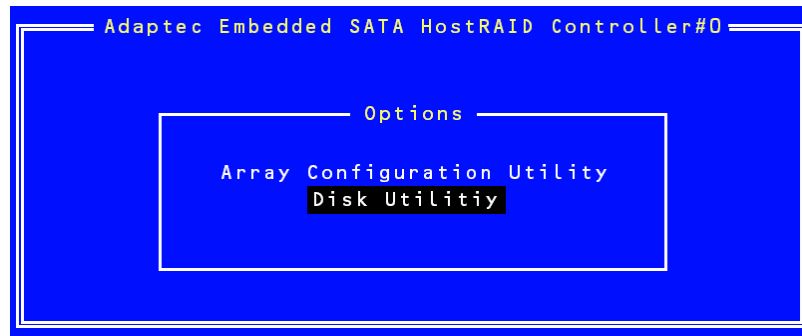 Adaptec Embedded SATA HostRAID Controller#0
Options
Array Configuration Utility
Disk Utilitiy